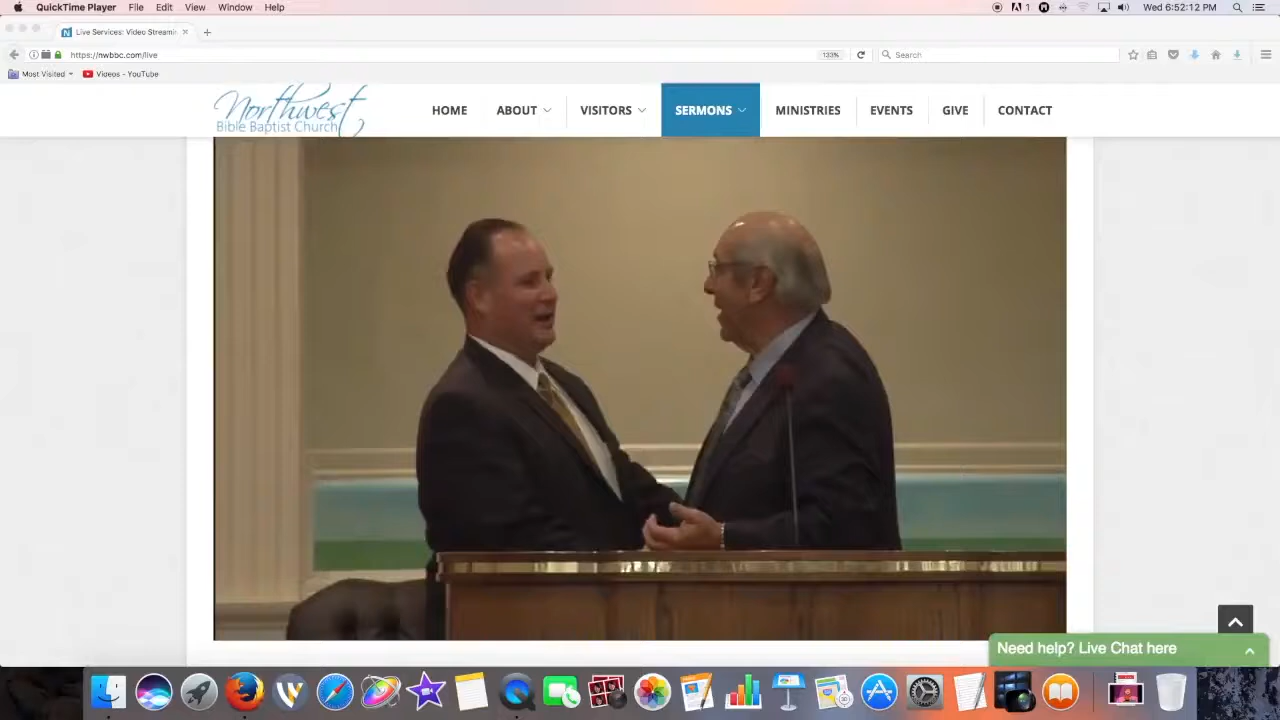 QuickTime Player File Edit View Window Help
1
Wed 6:52:12 PM
Live Services: Video Streamin
https://nwbbc.com/live
133%
Search
Most Visited
Videos - YouTube
Northwest
Bible Baptist Church
HOME
ABOUT
VISITORS
SERMONS
MINISTRIES
EVENTS
GIVE
CONTACT
Need help? Live Chat here